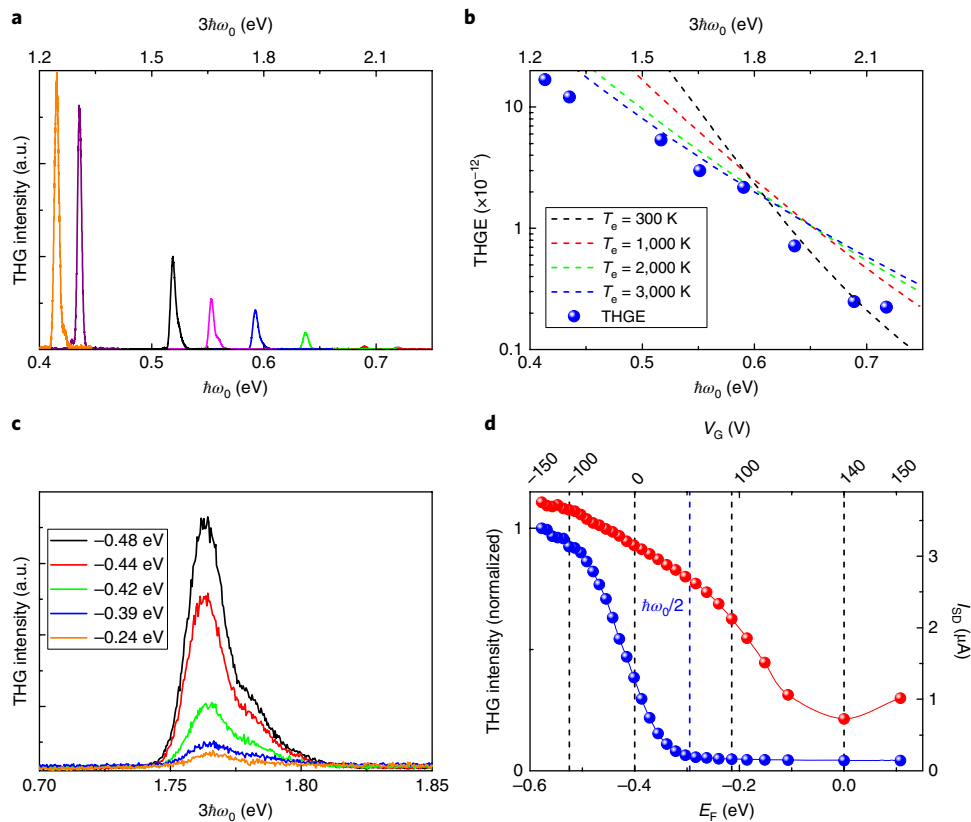 a
3ħω₀ (eV)
1.2 1.5 1.8 2.1
THG intensity (a.u.)
0.4 0.5 0.6 0.7
ħω₀ (eV)
b
3ħω₀ (eV)
1.2 1.5 1.8 2.1
THGE (×10⁻¹²)
10
1
0.1
Tₑ = 300 K
Tₑ = 1,000 K
Tₑ = 2,000 K
Tₑ = 3,000 K
THGE
0.4 0.5 0.6 0.7
ħω₀ (eV)
c
THG intensity (a.u.)
–0.48 eV
–0.44 eV
–0.42 eV
–0.39 eV
–0.24 eV
0.70 1.75 1.80 1.85
3ħω₀ (eV)
d
V_G (V)
–150 –100 0 100 140 150
THG intensity (normalized)
1
0
ħω₀/2
3
2
1
0
I_SD (µA)
–0.6 –0.4 –0.2 0.0
E_F (eV)